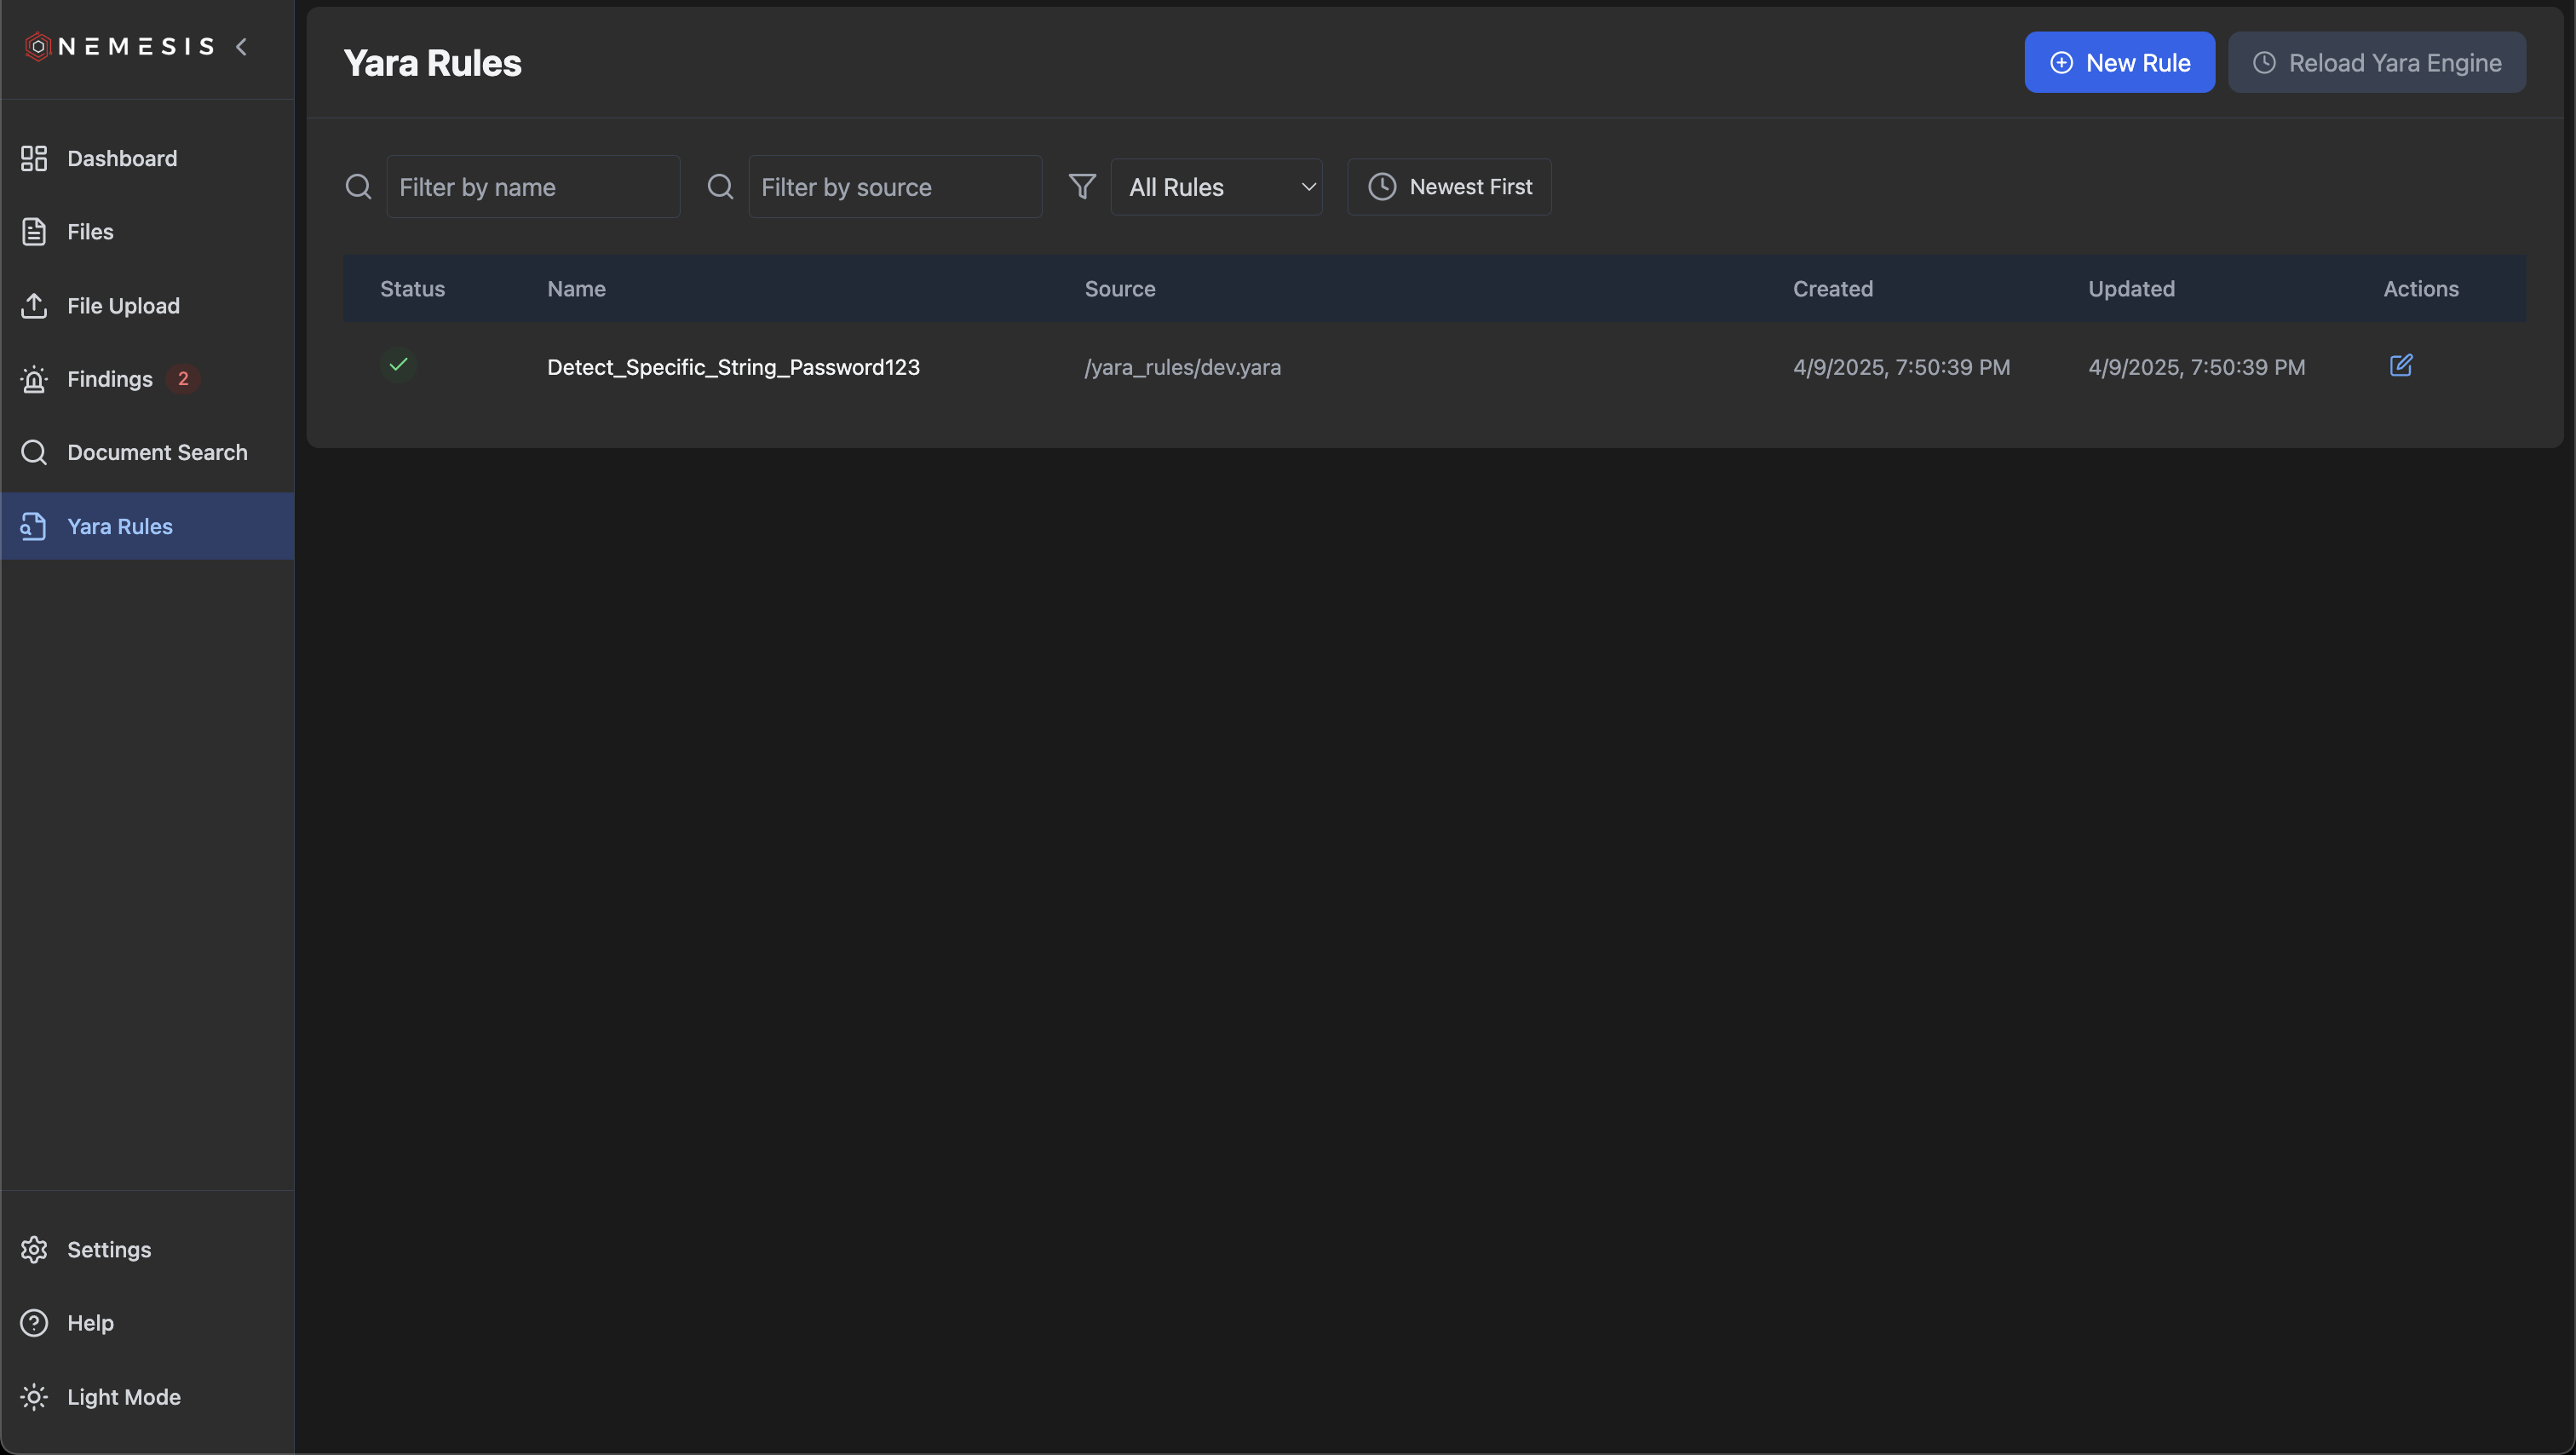 NEMESIS
Dashboard
Files
File Upload
Findings 2
Document Search
Yara Rules
Settings
Help
Light Mode
Yara Rules
New Rule
Reload Yara Engine
Filter by name
Filter by source
All Rules
Newest First
Status Name Source Created Updated Actions
Detect_Specific_String_Password123 /yara_rules/dev.yara 4/9/2025, 7:50:39 PM 4/9/2025, 7:50:39 PM